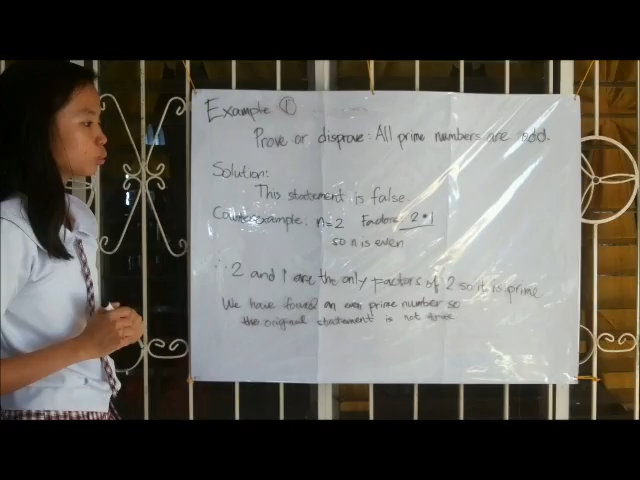 Example ①
Prove or disprove: All prime numbers are odd.
Solution:
This statement is false.
Counterexample: n=2 Factors 2•1
so n is even
∴ 2 and 1 are the only factors of 2 so it is prime
We have found an even prime number so
the original statement is not true